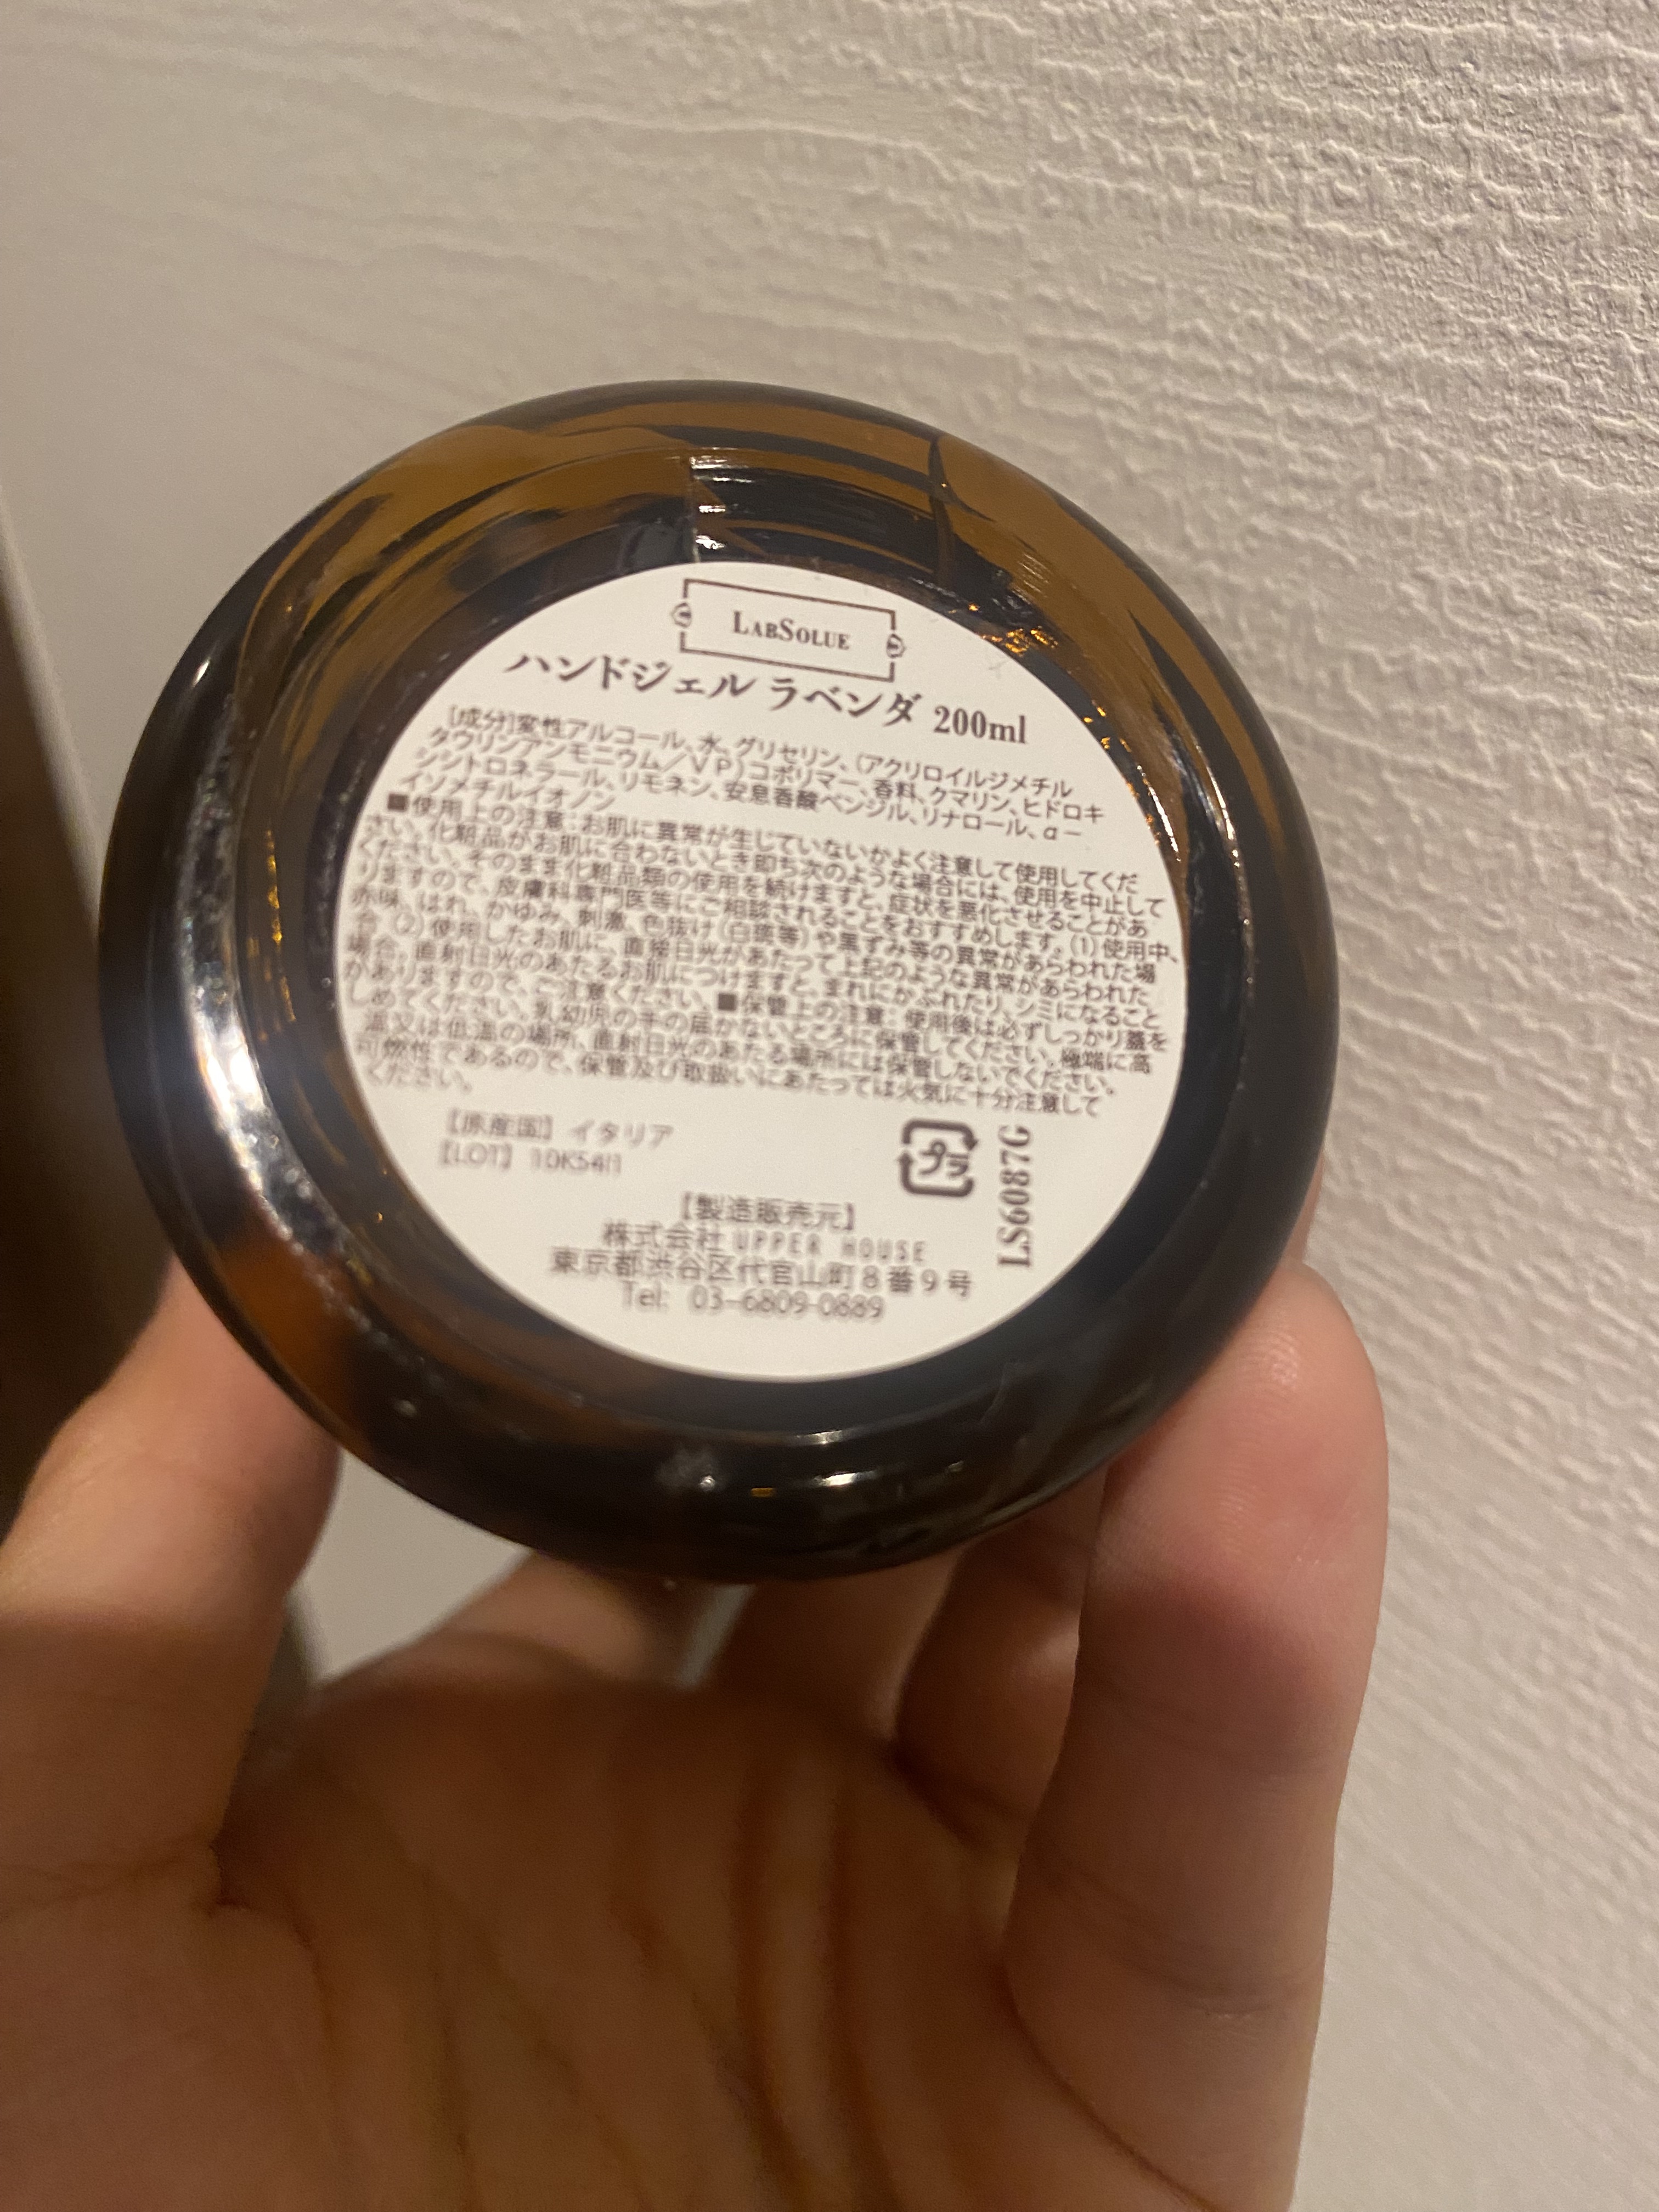 LABSOLUE
ハンドジェル ラベンダ 200ml
[成分]変性アルコール、水、グリセリン、(アクリロイルジメチル
タウリンアンモニウム/VP)コポリマー、香料、クマリン、ヒドロキ
シシトロネラール、リモネン、安息香酸ベンジル、リナロール、α-
イソメチルイオノン
■使用上の注意:お肌に異常が生じていないかよく注意して使用してくだ
さい。化粧品がお肌に合わないとき即ち次のような場合には、使用を中止して
ください。そのまま化粧品類の使用を続けますと、症状を悪化させることがあ
りますので、皮膚科専門医等にご相談されることをおすすめします。(1)使用中、
赤味、はれ、かゆみ、刺激、色抜け(白斑等)や黒ずみ等の異常があらわれた場
合 (2)使用したお肌に、直接日光があたって上記のような異常があらわれた
場合。直射日光のあたるお肌につけますと、まれにかぶれたり、シミになること
がありますので、ご注意ください。■保管上の注意:使用後は必ずしっかり蓋を
しめてください。乳幼児の手の届かないところに保管してください。極端に高
温又は低温の場所、直射日光のあたる場所には保管しないでください。
可燃性であるので、保管及び取扱いにあたっては火気に十分注意して
ください。
【原産国】イタリア
【LOT】10K54I1
プラ
LS6087G
【製造販売元】
株式会社 UPPER HOUSE
東京都渋谷区代官山町8番9号
Tel: 03-6809-0889